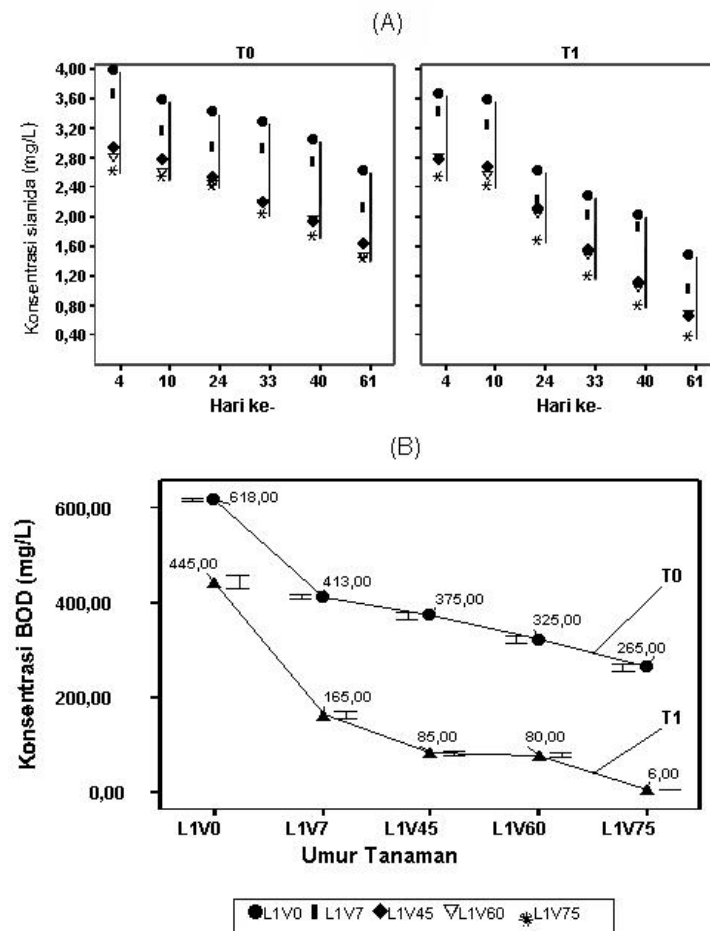 (A)
T0
T1
Konsentrasi sianida (mg/L)
4,00
3,60
3,20
2,80
2,40
2,00
1,60
1,20
0,80
0,40
4 10 24 33 40 61
4 10 24 33 40 61
Hari ke-
Hari ke-
(B)
Konsentrasi BOD (mg/L)
600,00
400,00
200,00
0,00
618,00
445,00
413,00
375,00
325,00
265,00
T0
165,00
85,00
80,00
T1
6,00
L1V0 L1V7 L1V45 L1V60 L1V75
Umur Tanaman
L1V0 L1V7 L1V45 L1V60 L1V75